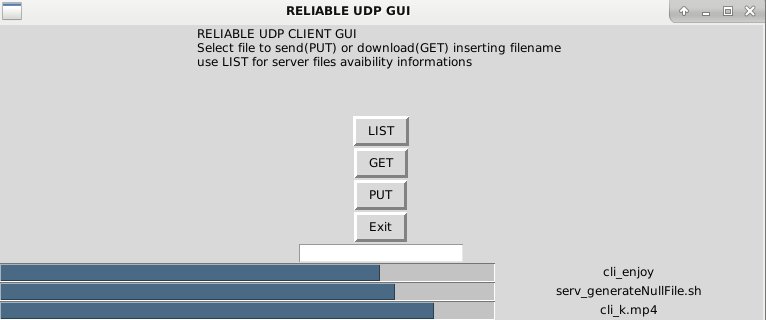 RELIABLE UDP GUI
RELIABLE UDP CLIENT GUI
Select file to send(PUT) or download(GET) inserting filename
use LIST for server files avaibility informations
LIST
GET
PUT
Exit
cli_enjoy
serv_generateNullFile.sh
cli_k.mp4